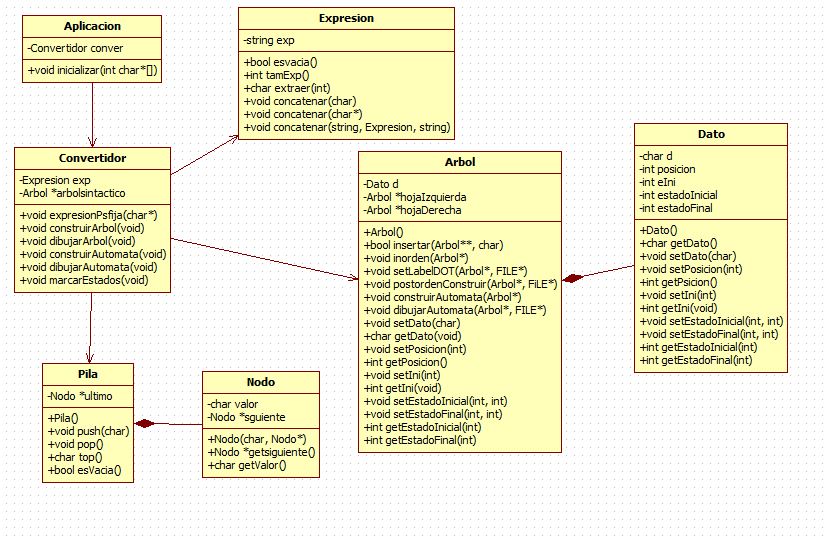 Aplicacion
-Convertidor conver
+void inicializar(int char*[])
Expresion
-string exp
+bool esvacia()
+int tamExp()
+char extraer(int)
+void concatenar(char)
+void concatenar(char*)
+void concatenar(string, Expresion, string)
Convertidor
-Expresion exp
-Arbol *arbolsintactico
+void expresionPsfija(char*)
+void construirArbol(void)
+void dibujarArbol(void)
+void construirAutomata(void)
+void dibujarAutomata(void)
+void marcarEstados(void)
Arbol
-Dato d
-Arbol *hojaIzquierda
-Arbol *hojaDerecha
+Arbol()
+bool insertar(Arbol**, char)
+void inorden(Arbol*)
+void setLabelDOT(Arbol*, FILE*)
+void postordenConstruir(Arbol*, FiLE*)
+void construirAutomata(Arbol*)
+void dibujarAutomata(Arbol*, FILE*)
+void setDato(char)
+char getDato(void)
+void setPosicion(int)
+int getPosicion()
+void setIni(int)
+int getIni(void)
+void setEstadoInicial(int, int)
+void setEstadoFinal(int, int)
+int getEstadoInicial(int)
+int getEstadoFinal(int)
Dato
-char d
-int posicion
-int eIni
-int estadoInicial
-int estadoFinal
+Dato()
+char getDato()
+void setDato(char)
+void setPosicion(int)
+int getPsicion()
+void setIni(int)
+int getIni(void)
+void setEstadoInicial(int, int)
+void setEstadoFinal(int, int)
+int getEstadoInicial(int)
+int getEstadoFinal(int)
Pila
-Nodo *ultimo
+Pila()
+void push(char)
+void pop()
+char top()
+bool esVacia()
Nodo
-char valor
-Nodo *sguiente
+Nodo(char, Nodo*)
+Nodo *getsiguiente()
+char getValor()